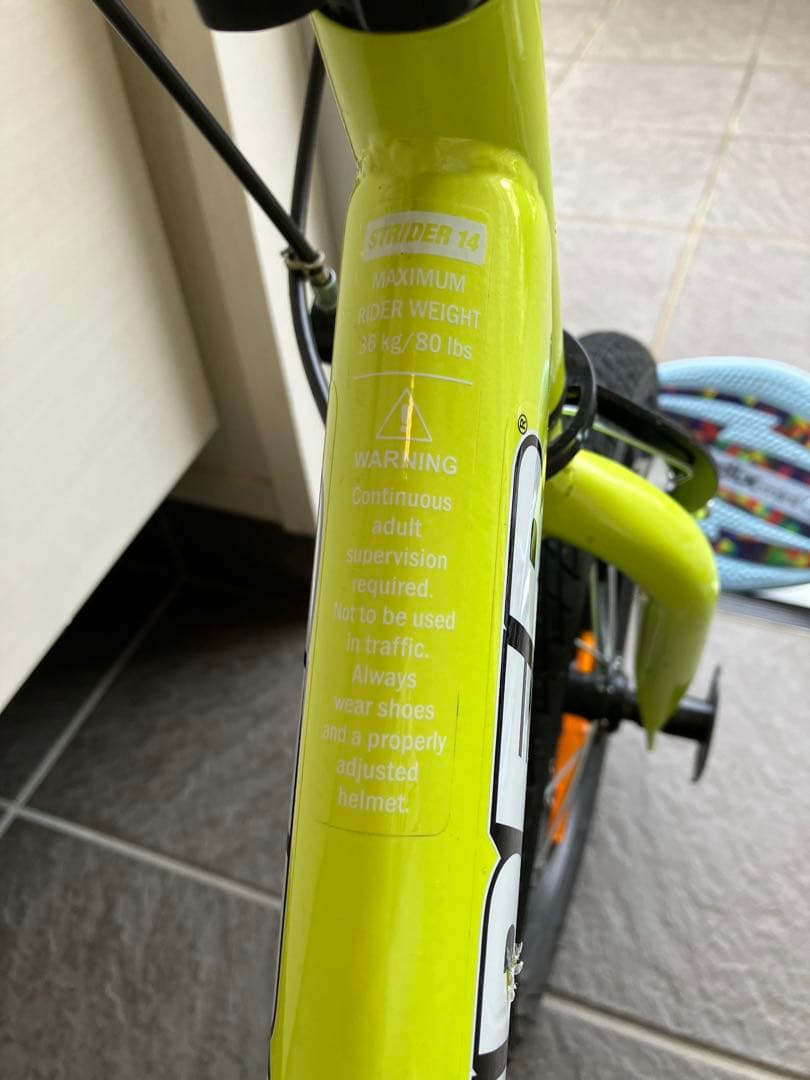 STRIDER 14
MAXIMUM
RIDER WEIGHT
36 kg/80 lbs
WARNING
Continuous
adult
supervision
required.
Not to be used
in traffic.
Always
wear shoes
and a properly
adjusted
helmet.
®